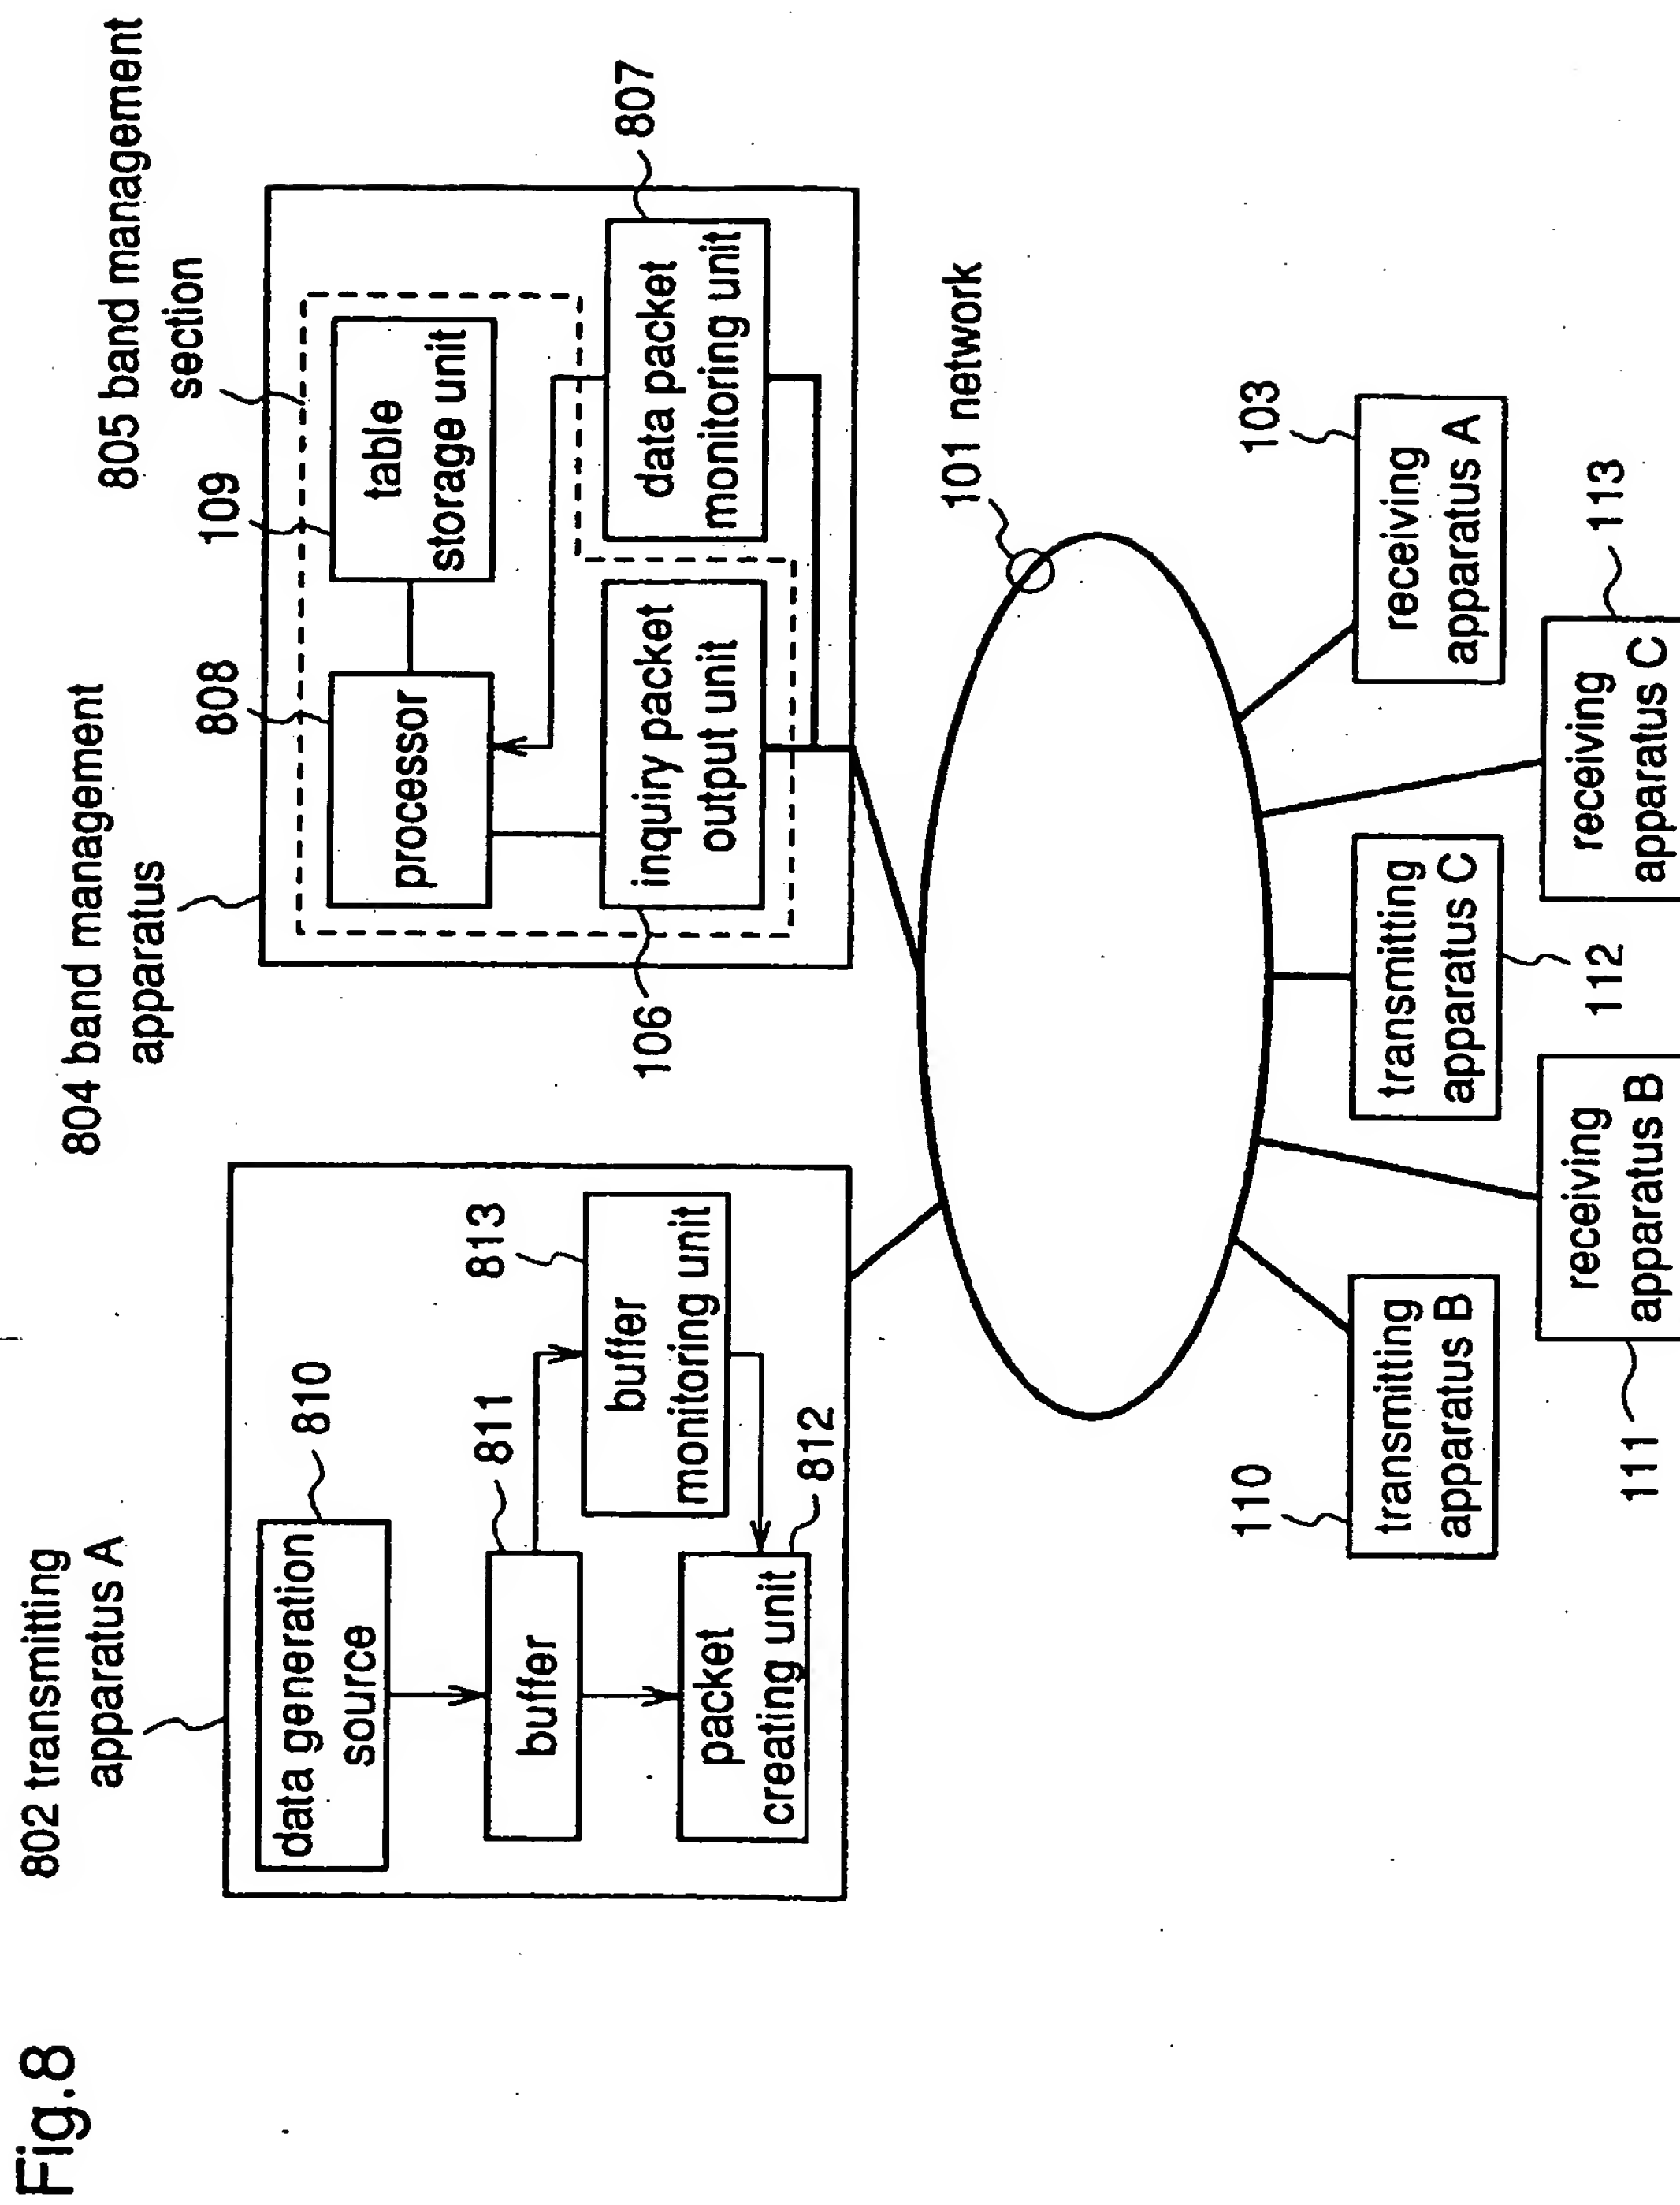 Fig.8
802 transmitting
apparatus A
data generation
source
810
buffer
811
buffer
monitoring unit
813
packet
creating unit
812
804 band management
apparatus
805 band management
section
808
processor
109
table
storage unit
inquiry packet
output unit
106
data packet
monitoring unit
807
101 network
110
transmitting
apparatus B
receiving
apparatus B
111
transmitting
apparatus C
112
receiving
apparatus C
113
103
receiving
apparatus A